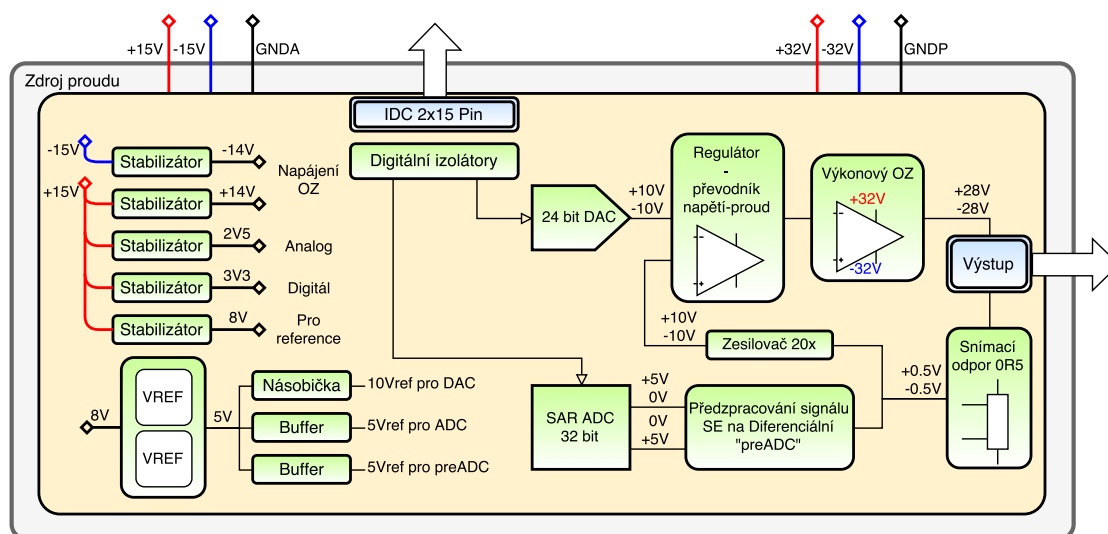 +15V
-15V
GNDA
+32V
-32V
GNDP
Zdroj proudu
IDC 2x15 Pin
Digitální izolátory
-15V
Stabilizátor
-14V
Napájení
OZ
+15V
Stabilizátor
+14V
Stabilizátor
2V5
Analog
Stabilizátor
3V3
Digitál
Stabilizátor
8V
Pro
reference
24 bit DAC
+10V
-10V
Regulátor
-
převodník
napětí-proud
-
+
Výkonový OZ
+32V
-
+
-32V
+28V
-28V
Výstup
+10V
-10V
Zesilovač 20x
Snímací
odpor 0R5
+0.5V
-0.5V
8V
VREF
VREF
5V
Násobička
10Vref pro DAC
Buffer
5Vref pro ADC
Buffer
5Vref pro preADC
SAR ADC
32 bit
+5V
0V
0V
+5V
Předzpracování signálu
SE na Diferenciální
"preADC"